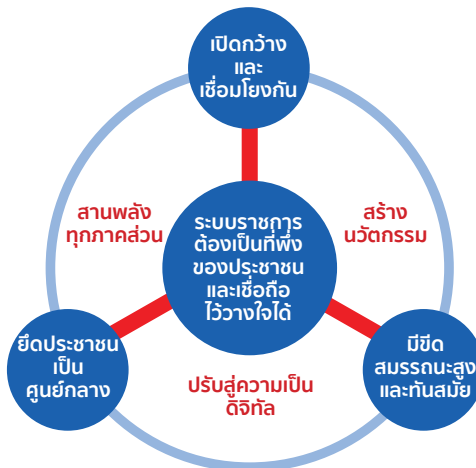 เปิดกว้าง
และ
เชื่อมโยงกัน
สานพลัง
ทุกภาคส่วน
สร้าง
นวัตกรรม
ระบบราชการ
ต้องเป็นที่พึ่ง
ของประชาชน
และเชื่อถือ
ไว้วางใจได้
ยึดประชาชน
เป็น
ศูนย์กลาง
มีขีด
สมรรถนะสูง
และทันสมัย
ปรับสู่ความเป็น
ดิจิทัล